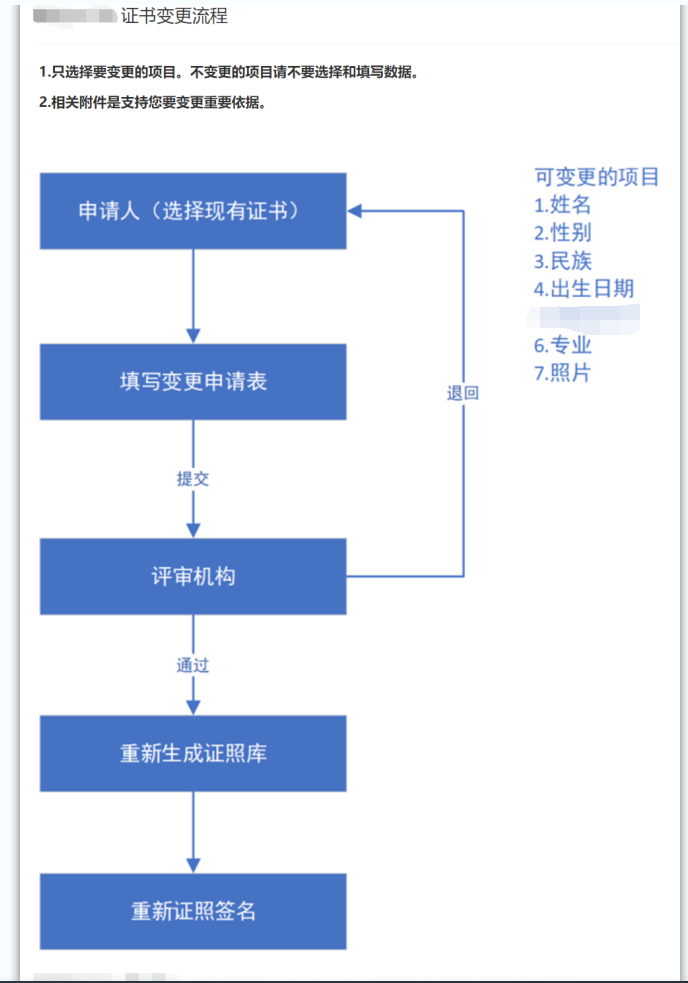 证书变更流程
1.只选择要变更的项目。不变更的项目请不要选择和填写数据。
2.相关附件是支持您要变更重要依据。
申请人（选择现有证书）
填写变更申请表
提交
评审机构
通过
重新生成证照库
重新证照签名
退回
可变更的项目
1.姓名
2.性别
3.民族
4.出生日期
6.专业
7.照片